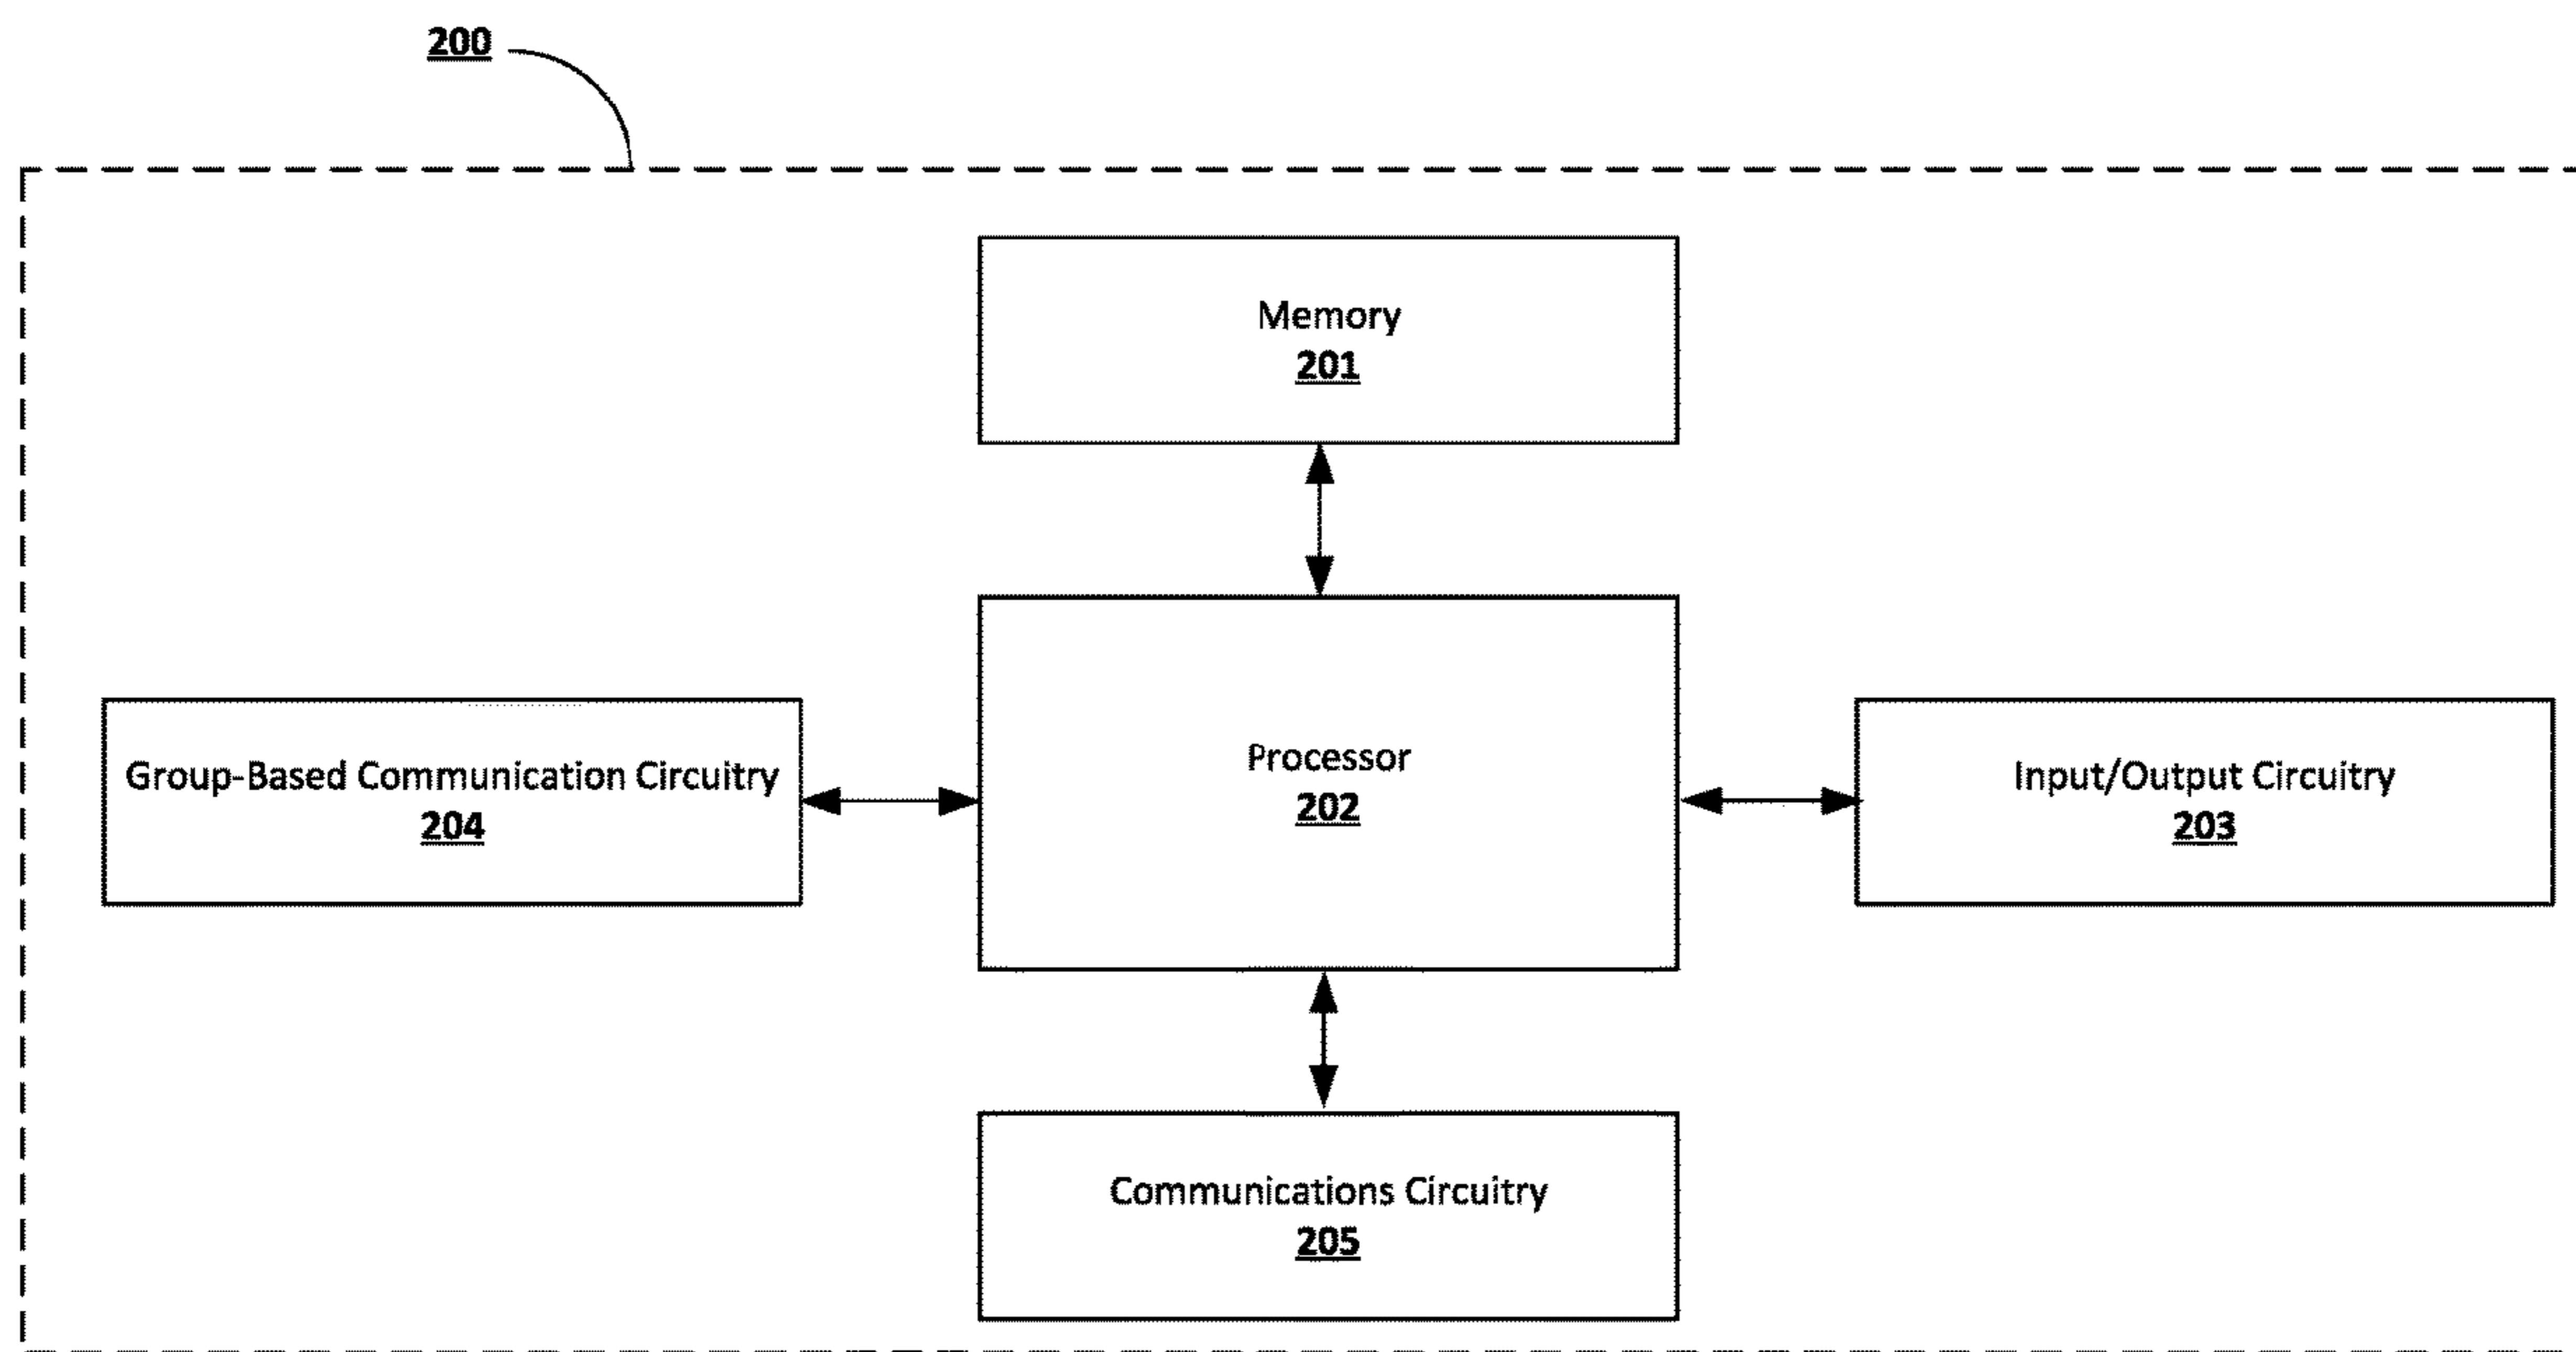 200
Memory
201
Processor
202
Group-Based Communication Circuitry
204
Input/Output Circuitry
203
Communications Circuitry
205